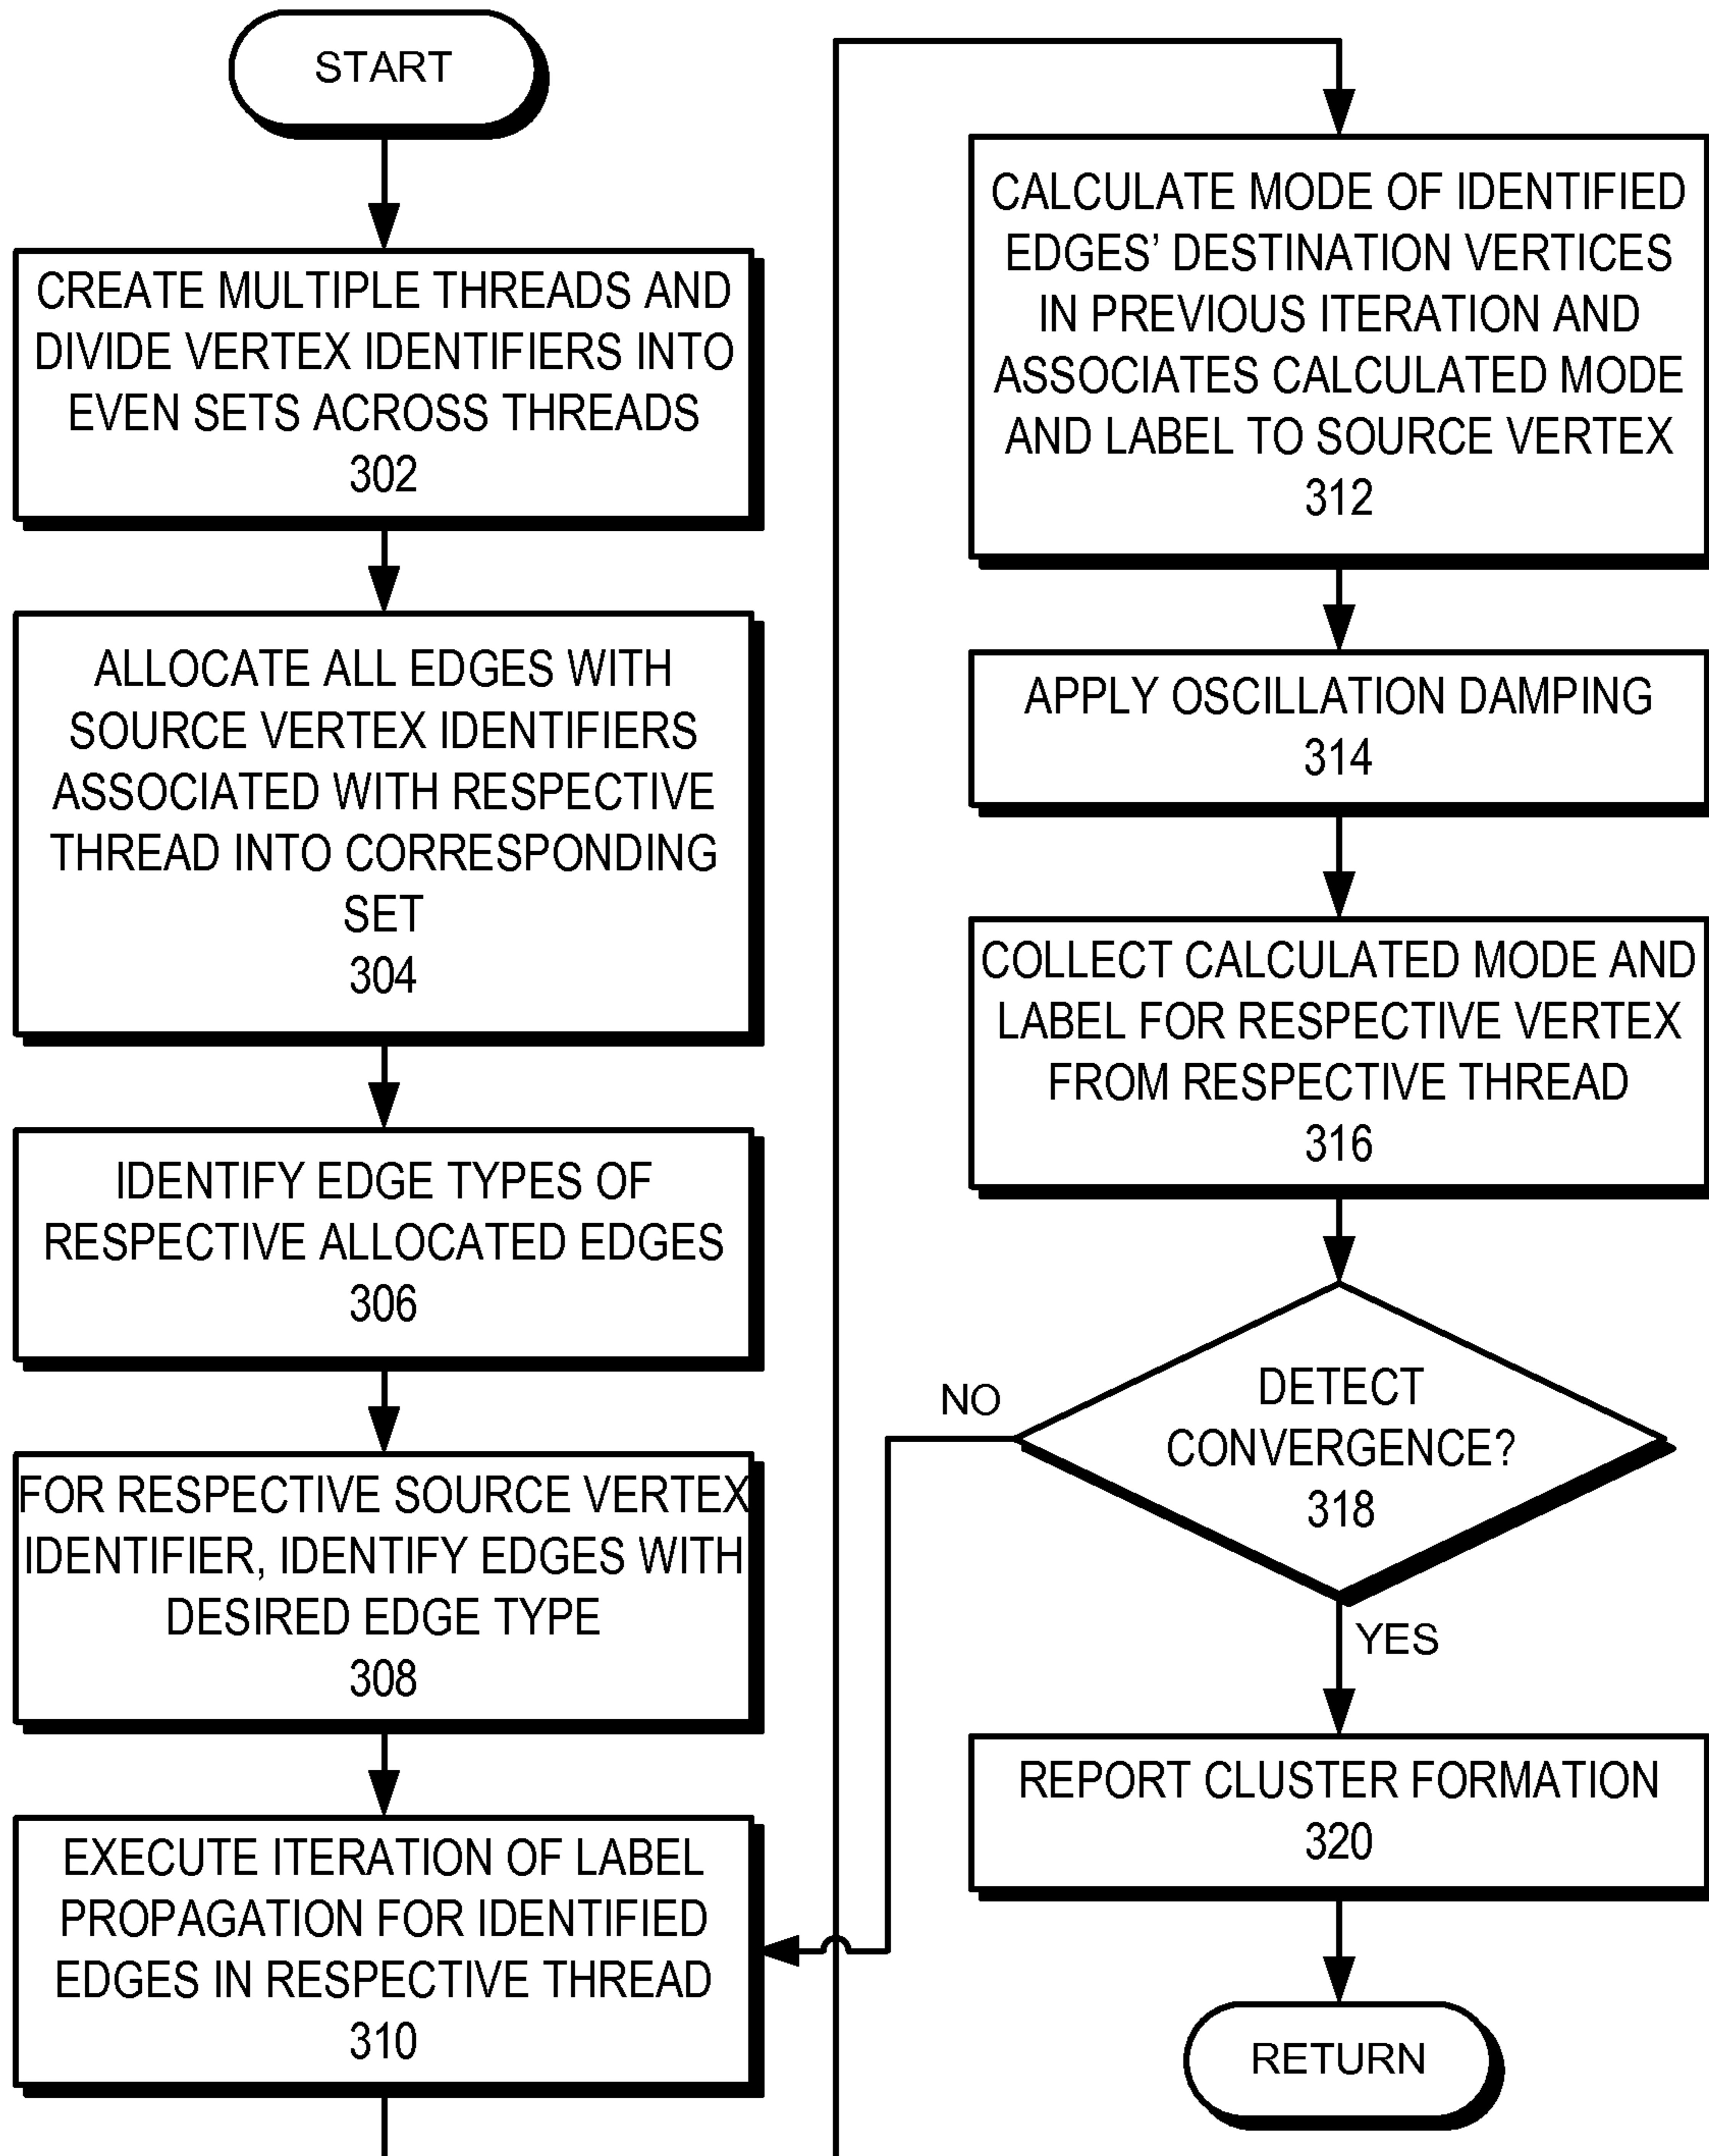 START
CREATE MULTIPLE THREADS AND
DIVIDE VERTEX IDENTIFIERS INTO
EVEN SETS ACROSS THREADS
302
ALLOCATE ALL EDGES WITH
SOURCE VERTEX IDENTIFIERS
ASSOCIATED WITH RESPECTIVE
THREAD INTO CORRESPONDING
SET
304
IDENTIFY EDGE TYPES OF
RESPECTIVE ALLOCATED EDGES
306
FOR RESPECTIVE SOURCE VERTEX
IDENTIFIER, IDENTIFY EDGES WITH
DESIRED EDGE TYPE
308
EXECUTE ITERATION OF LABEL
PROPAGATION FOR IDENTIFIED
EDGES IN RESPECTIVE THREAD
310
CALCULATE MODE OF IDENTIFIED
EDGES’ DESTINATION VERTICES
IN PREVIOUS ITERATION AND
ASSOCIATES CALCULATED MODE
AND LABEL TO SOURCE VERTEX
312
APPLY OSCILLATION DAMPING
314
COLLECT CALCULATED MODE AND
LABEL FOR RESPECTIVE VERTEX
FROM RESPECTIVE THREAD
316
DETECT
CONVERGENCE?
318
NO
YES
REPORT CLUSTER FORMATION
320
RETURN